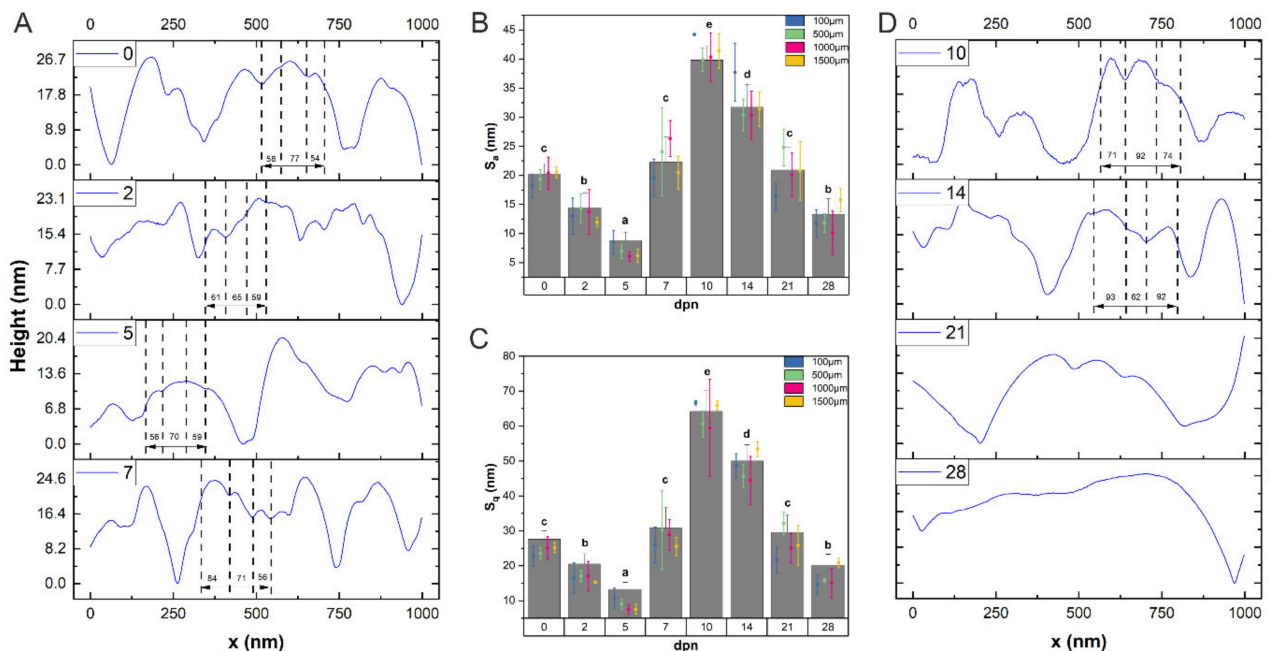 A
0 250 500 750 1000
0
26.7
17.8
8.9
0.0
58 77 54
2
23.1
15.4
7.7
0.0
61 65 59
5
20.4
13.6
6.8
0.0
56 70 59
7
24.6
16.4
8.2
0.0
84 71 56
Height (nm)
0 250 500 750 1000
x (nm)
B
100µm
500µm
1000µm
1500µm
45
40
35
30
25
20
15
10
5
Sa (nm)
c b a c e d c b
0 2 5 7 10 14 21 28
dpn
C
100µm
500µm
1000µm
1500µm
80
70
60
50
40
30
20
10
Sq (nm)
c b a c e d c b
0 2 5 7 10 14 21 28
dpn
D
0 250 500 750 1000
10
71 92 74
14
93 62 92
21
28
0 250 500 750 1000
x (nm)